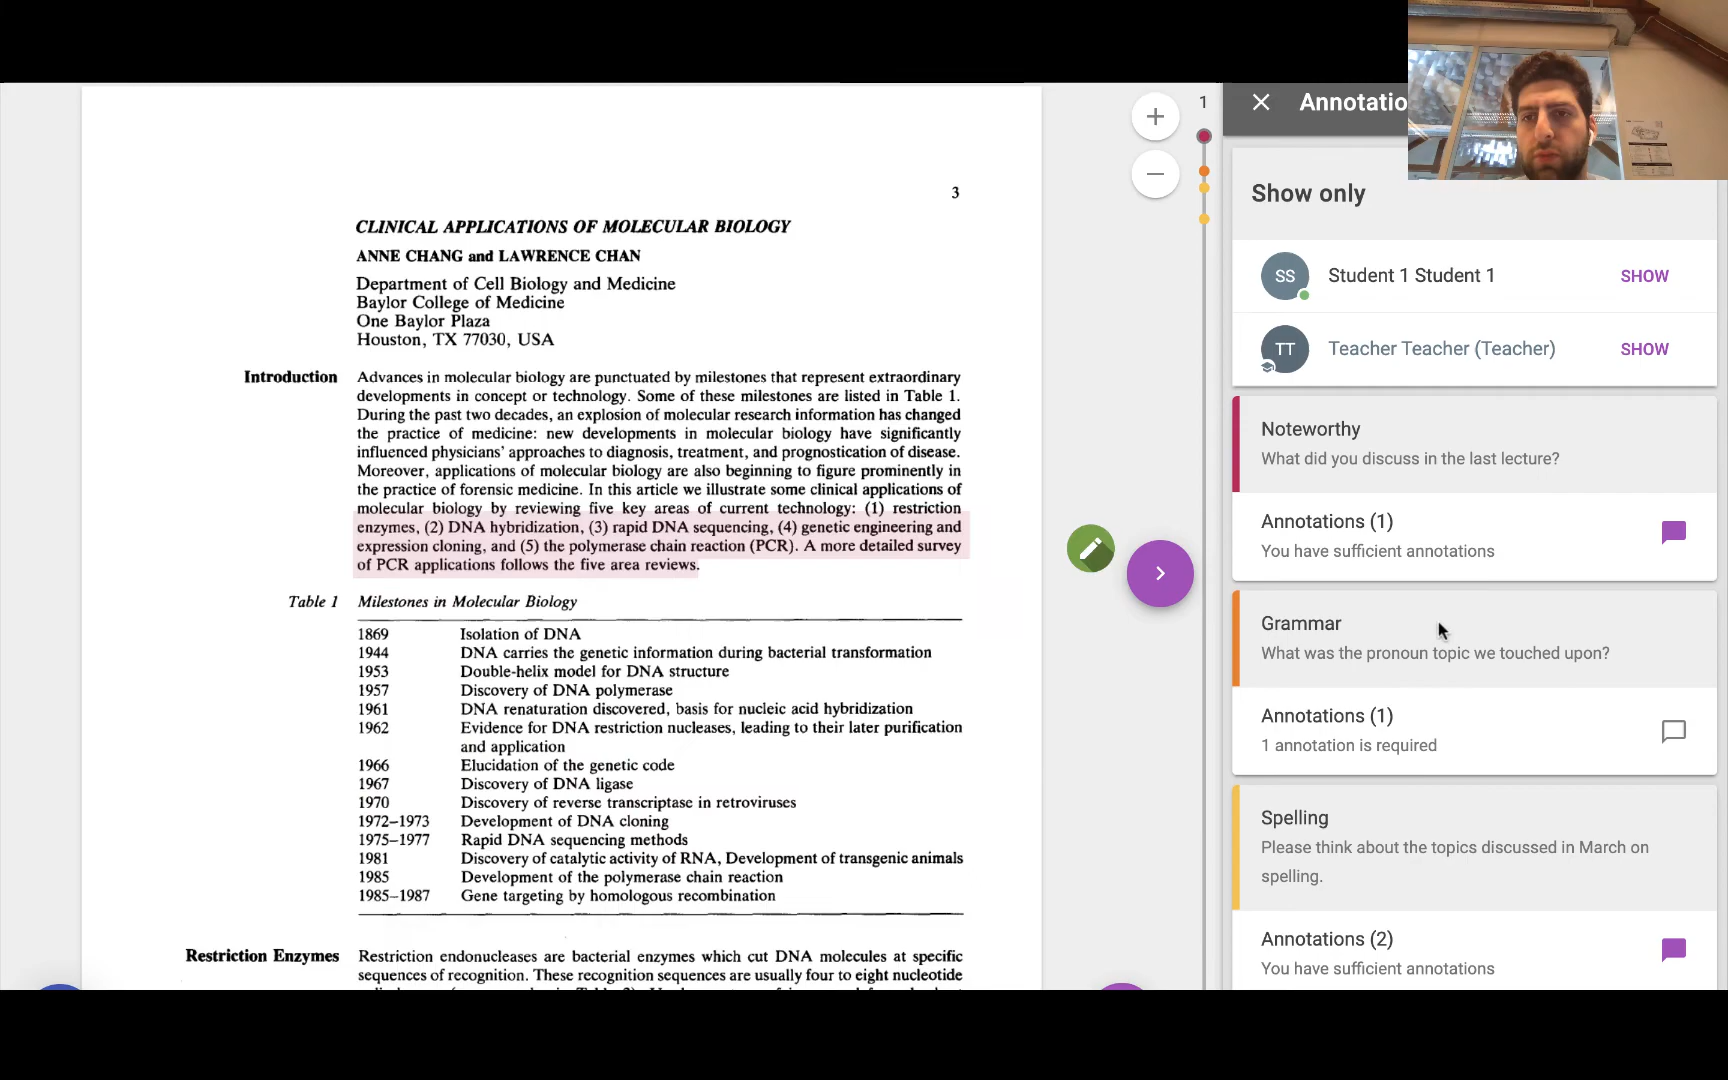 3
CLINICAL APPLICATIONS OF MOLECULAR BIOLOGY
ANNE CHANG and LAWRENCE CHAN
Department of Cell Biology and Medicine
Baylor College of Medicine
One Baylor Plaza
Houston, TX 77030, USA
Introduction Advances in molecular biology are punctuated by milestones that represent extraordinary
developments in concept or technology. Some of these milestones are listed in Table 1.
During the past two decades, an explosion of molecular research information has changed
the practice of medicine: new developments in molecular biology have significantly
influenced physicians' approaches to diagnosis, treatment, and prognostication of disease.
Moreover, applications of molecular biology are also beginning to figure prominently in
the practice of forensic medicine. In this article we illustrate some clinical applications of
molecular biology by reviewing five key areas of current technology: (1) restriction
enzymes, (2) DNA hybridization, (3) rapid DNA sequencing, (4) genetic engineering and
expression cloning, and (5) the polymerase chain reaction (PCR). A more detailed survey
of PCR applications follows the five area reviews.
Table 1 Milestones in Molecular Biology
1869 Isolation of DNA
1944 DNA carries the genetic information during bacterial transformation
1953 Double-helix model for DNA structure
1957 Discovery of DNA polymerase
1961 DNA renaturation discovered, basis for nucleic acid hybridization
1962 Evidence for DNA restriction nucleases, leading to their later purification
and application
1966 Elucidation of the genetic code
1967 Discovery of DNA ligase
1970 Discovery of reverse transcriptase in retroviruses
1972–1973 Development of DNA cloning
1975–1977 Rapid DNA sequencing methods
1981 Discovery of catalytic activity of RNA, Development of transgenic animals
1985 Development of the polymerase chain reaction
1985–1987 Gene targeting by homologous recombination
Restriction Enzymes Restriction endonucleases are bacterial enzymes which cut DNA molecules at specific
sequences of recognition. These recognition sequences are usually four to eight nucleotide
1
Annotatio
Show only
SS Student 1 Student 1 SHOW
TT Teacher Teacher (Teacher) SHOW
Noteworthy
What did you discuss in the last lecture?
Annotations (1)
You have sufficient annotations
Grammar
What was the pronoun topic we touched upon?
Annotations (1)
1 annotation is required
Spelling
Please think about the topics discussed in March on
spelling.
Annotations (2)
You have sufficient annotations